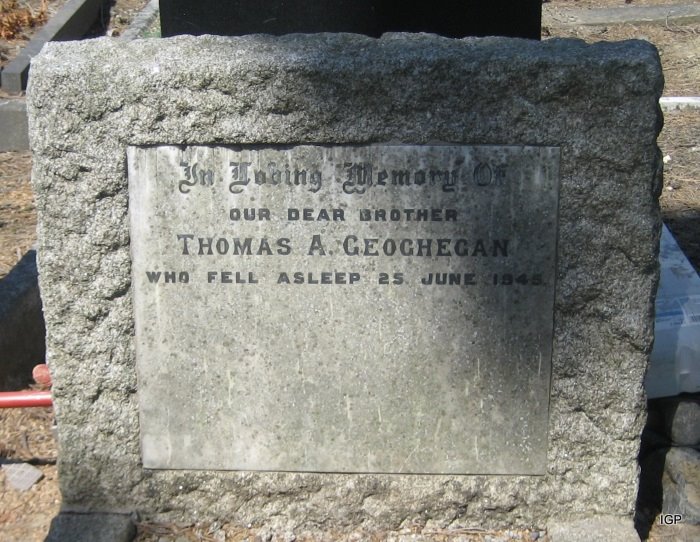 In Loving Memory Of
OUR DEAR BROTHER
THOMAS A. GEOGHEGAN
WHO FELL ASLEEP 25 JUNE 1945.
IGP